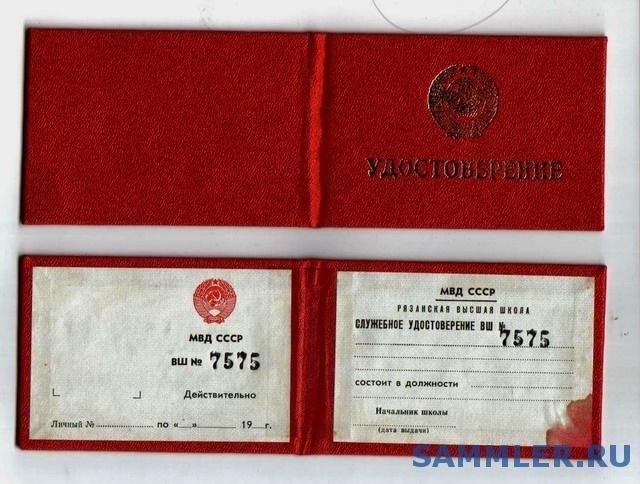 УДОСТОВЕРЕНИЕ
МВД СССР
ВШ № 7575
Действительно
Личный № по «__» 19 г.
МВД СССР
РЯЗАНСКАЯ ВЫСШАЯ ШКОЛА
СЛУЖЕБНОЕ УДОСТОВЕРЕНИЕ ВШ № 7575
состоит в должности
Начальник школы
(дата выдачи)
SAMMLER.RU